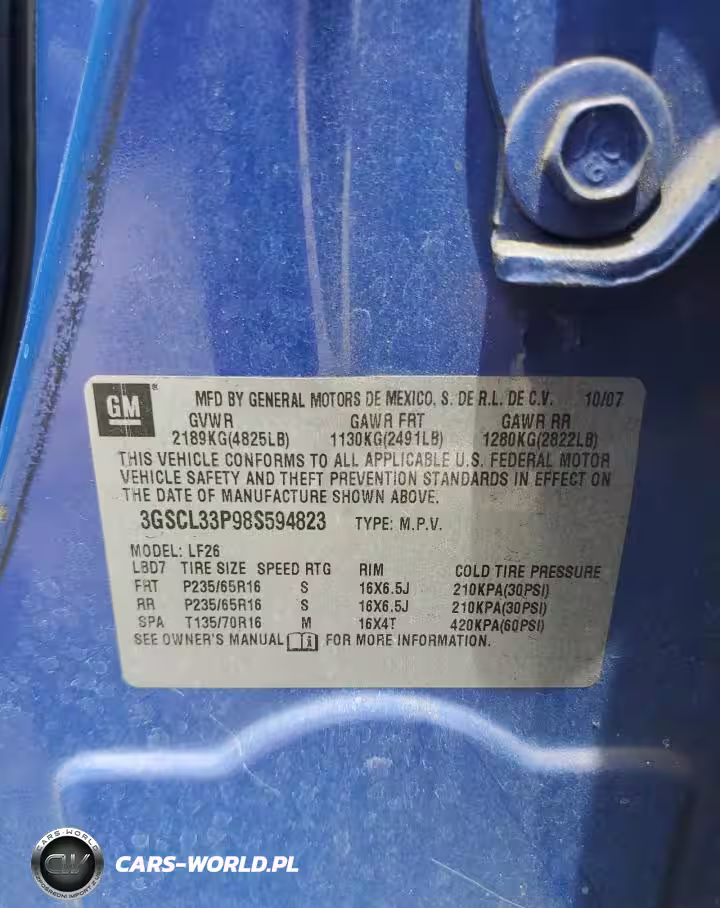 GM
®
MFD BY GENERAL MOTORS DE MEXICO, S. DE R.L. DE C.V. 10/07
GVWR GAWR FRT GAWR RR
2189KG(4825LB) 1130KG(2491LB) 1280KG(2822LB)
THIS VEHICLE CONFORMS TO ALL APPLICABLE U.S. FEDERAL MOTOR
VEHICLE SAFETY AND THEFT PREVENTION STANDARDS IN EFFECT ON
THE DATE OF MANUFACTURE SHOWN ABOVE.
3GSCL33P98S594823 TYPE: M.P.V.
MODEL: LF26
LBD7 TIRE SIZE SPEED RTG RIM COLD TIRE PRESSURE
FRT P235/65R16 S 16X6.5J 210KPA(30PSI)
RR P235/65R16 S 16X6.5J 210KPA(30PSI)
SPA T135/70R16 M 16X4T 420KPA(60PSI)
SEE OWNER'S MANUAL i FOR MORE INFORMATION.
CARS-WORLD
CW
CARS-WORLD.PL